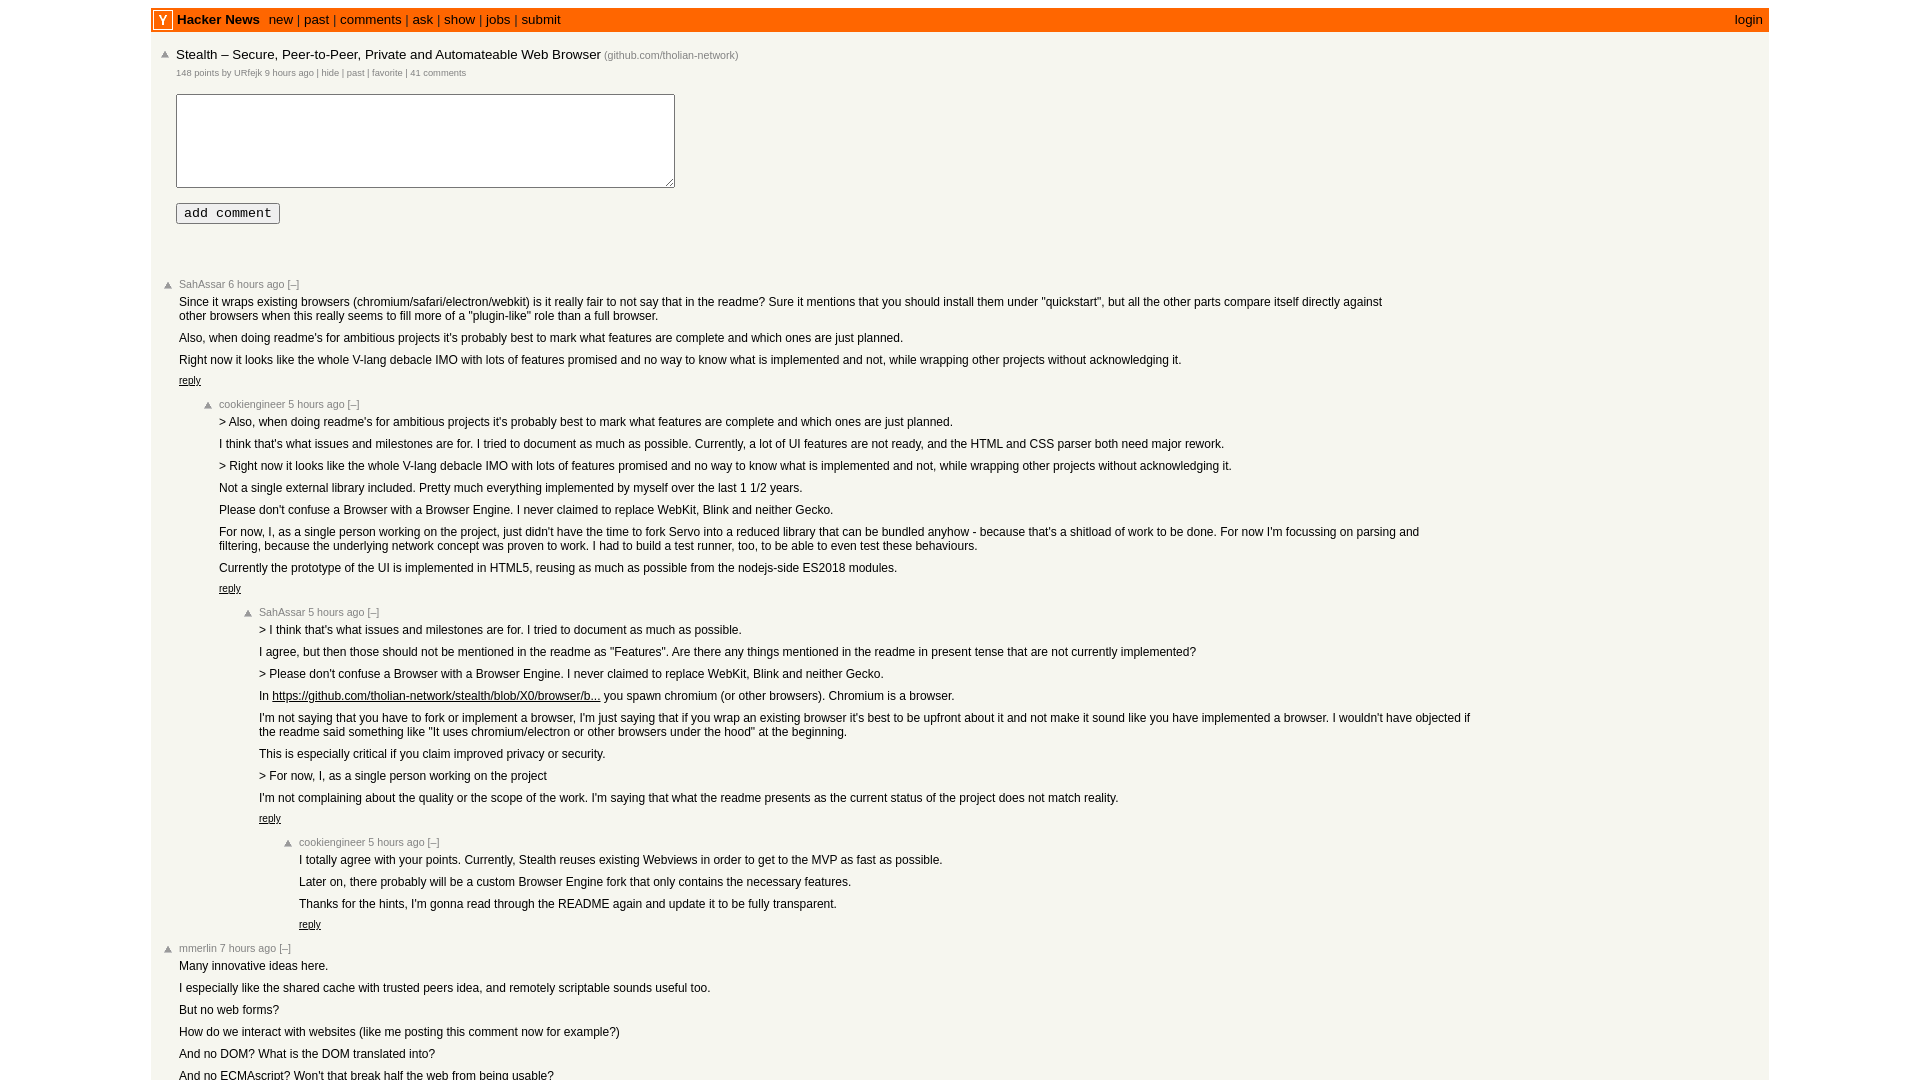 Y Hacker News new | past | comments | ask | show | jobs | submit login
Stealth – Secure, Peer-to-Peer, Private and Automateable Web Browser (github.com/tholian-network)
148 points by URfejk 9 hours ago | hide | past | favorite | 41 comments
add comment
SahAssar 6 hours ago [–]
Since it wraps existing browsers (chromium/safari/electron/webkit) is it really fair to not say that in the readme? Sure it mentions that you should install them under "quickstart", but all the other parts compare itself directly against
other browsers when this really seems to fill more of a "plugin-like" role than a full browser.
Also, when doing readme's for ambitious projects it's probably best to mark what features are complete and which ones are just planned.
Right now it looks like the whole V-lang debacle IMO with lots of features promised and no way to know what is implemented and not, while wrapping other projects without acknowledging it.
reply
cookiengineer 5 hours ago [–]
> Also, when doing readme's for ambitious projects it's probably best to mark what features are complete and which ones are just planned.
I think that's what issues and milestones are for. I tried to document as much as possible. Currently, a lot of UI features are not ready, and the HTML and CSS parser both need major rework.
> Right now it looks like the whole V-lang debacle IMO with lots of features promised and no way to know what is implemented and not, while wrapping other projects without acknowledging it.
Not a single external library included. Pretty much everything implemented by myself over the last 1 1/2 years.
Please don't confuse a Browser with a Browser Engine. I never claimed to replace WebKit, Blink and neither Gecko.
For now, I, as a single person working on the project, just didn't have the time to fork Servo into a reduced library that can be bundled anyhow - because that's a shitload of work to be done. For now I'm focussing on parsing and
filtering, because the underlying network concept was proven to work. I had to build a test runner, too, to be able to even test these behaviours.
Currently the prototype of the UI is implemented in HTML5, reusing as much as possible from the nodejs-side ES2018 modules.
reply
SahAssar 5 hours ago [–]
> I think that's what issues and milestones are for. I tried to document as much as possible.
I agree, but then those should not be mentioned in the readme as "Features". Are there any things mentioned in the readme in present tense that are not currently implemented?
> Please don't confuse a Browser with a Browser Engine. I never claimed to replace WebKit, Blink and neither Gecko.
In https://github.com/tholian-network/stealth/blob/X0/browser/b... you spawn chromium (or other browsers). Chromium is a browser.
I'm not saying that you have to fork or implement a browser, I'm just saying that if you wrap an existing browser it's best to be upfront about it and not make it sound like you have implemented a browser. I wouldn't have objected if
the readme said something like "It uses chromium/electron or other browsers under the hood" at the beginning.
This is especially critical if you claim improved privacy or security.
> For now, I, as a single person working on the project
I'm not complaining about the quality or the scope of the work. I'm saying that what the readme presents as the current status of the project does not match reality.
reply
cookiengineer 5 hours ago [–]
I totally agree with your points. Currently, Stealth reuses existing Webviews in order to get to the MVP as fast as possible.
Later on, there probably will be a custom Browser Engine fork that only contains the necessary features.
Thanks for the hints, I'm gonna read through the README again and update it to be fully transparent.
reply
mmerlin 7 hours ago [–]
Many innovative ideas here.
I especially like the shared cache with trusted peers idea, and remotely scriptable sounds useful too.
But no web forms?
How do we interact with websites (like me posting this comment now for example?)
And no DOM? What is the DOM translated into?
And no ECMAscript? Won't that break half the web from being usable?